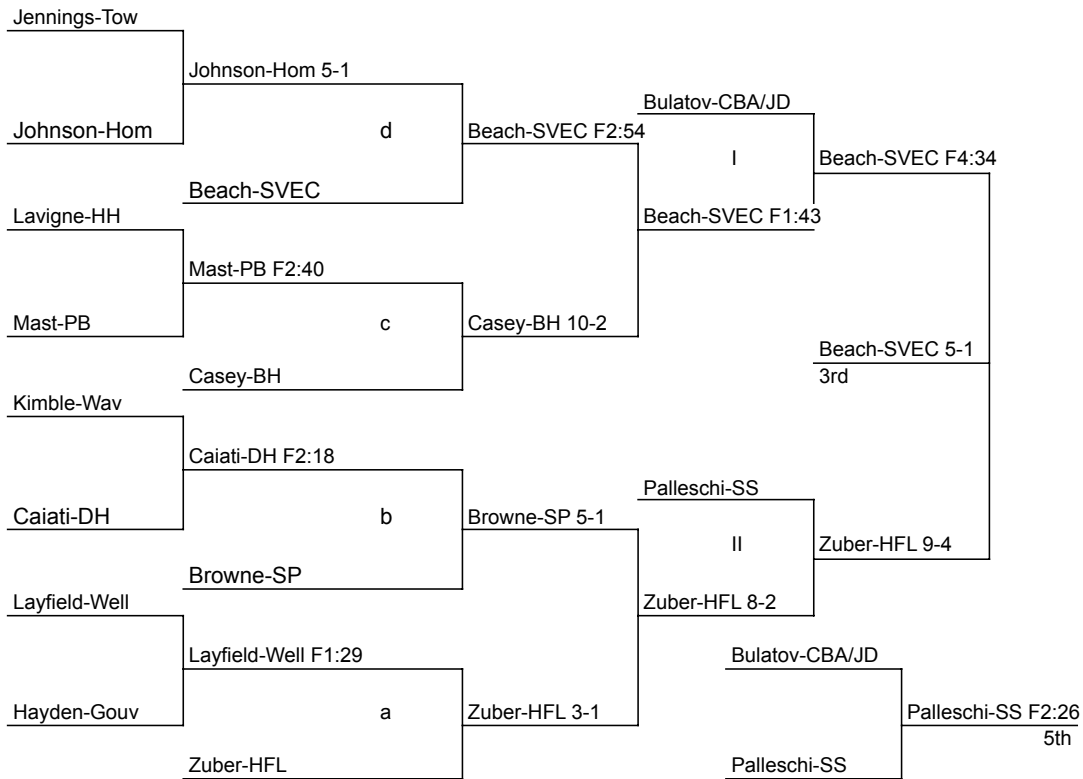 Jennings-Tow
Johnson-Hom 5-1
Johnson-Hom
d
Beach-SVEC F2:54
Beach-SVEC
Bulatov-CBA/JD
I
Beach-SVEC F4:34
Lavigne-HH
Beach-SVEC F1:43
Mast-PB F2:40
Mast-PB
c
Casey-BH 10-2
Casey-BH
Beach-SVEC 5-1
3rd
Kimble-Wav
Caiati-DH F2:18
Caiati-DH
b
Browne-SP 5-1
Browne-SP
Palleschi-SS
II
Zuber-HFL 9-4
Layfield-Well
Zuber-HFL 8-2
Layfield-Well F1:29
Hayden-Gouv
a
Zuber-HFL 3-1
Zuber-HFL
Bulatov-CBA/JD
Palleschi-SS F2:26
5th
Palleschi-SS